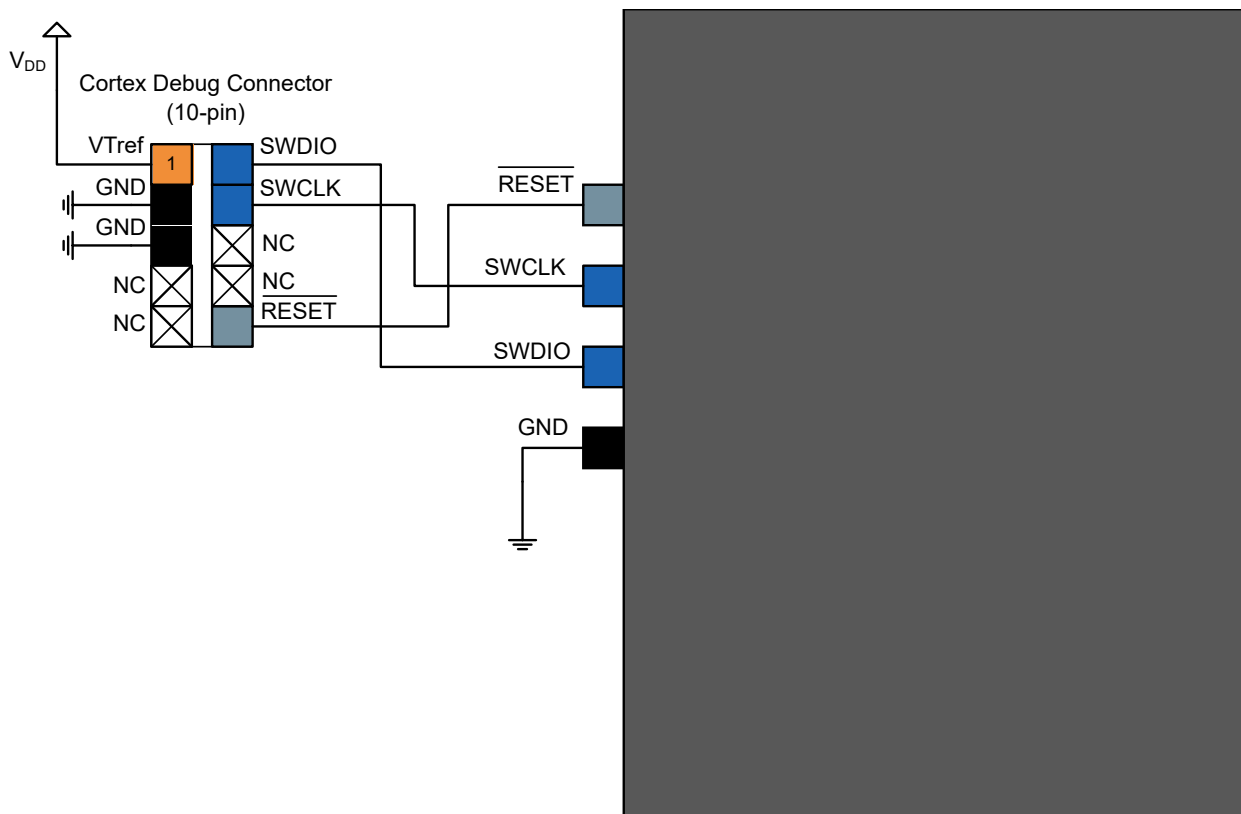 V_DD
Cortex Debug Connector
(10-pin)
VTref
1
SWDIO
GND
SWCLK
GND
NC
NC
NC
NC
RESET
RESET
SWCLK
SWDIO
GND